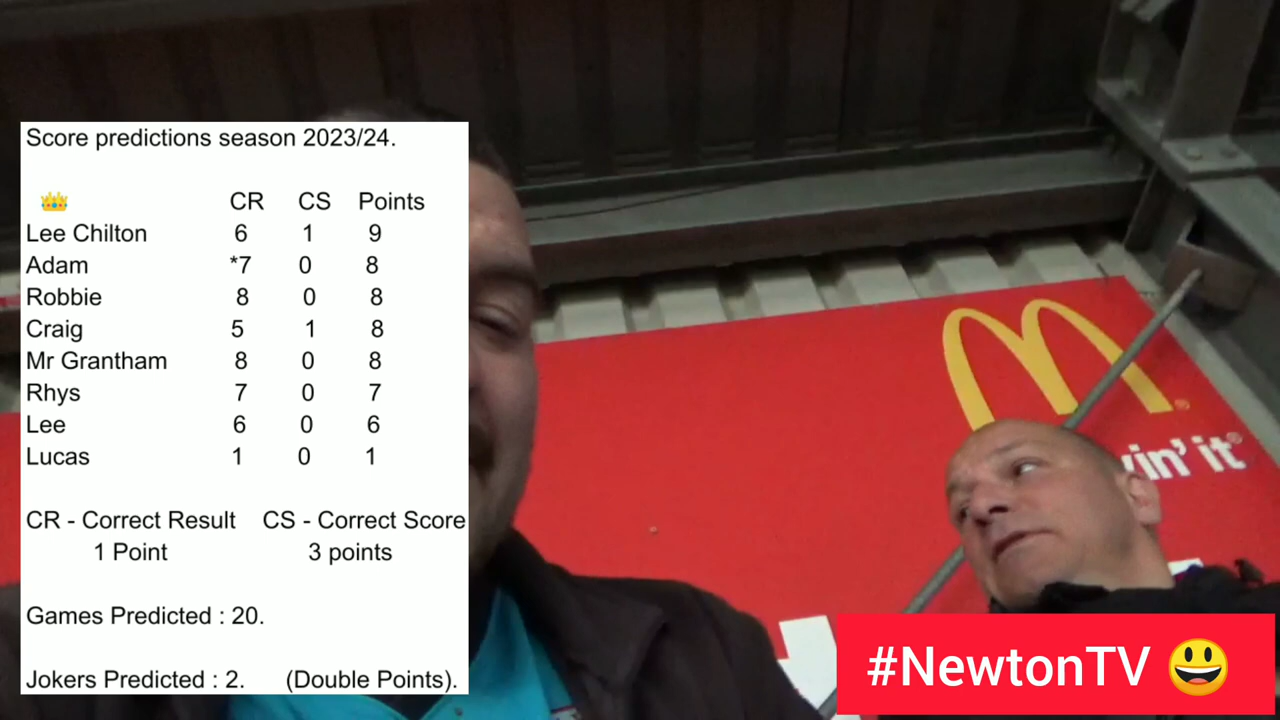 Score predictions season 2023/24.
👑 CR CS Points
Lee Chilton 6 1 9
Adam *7 0 8
Robbie 8 0 8
Craig 5 1 8
Mr Grantham 8 0 8
Rhys 7 0 7
Lee 6 0 6
Lucas 1 0 1
CR - Correct Result CS - Correct Score
1 Point 3 points
Games Predicted : 20.
Jokers Predicted : 2. (Double Points).
vin' it®
#NewtonTV 😃